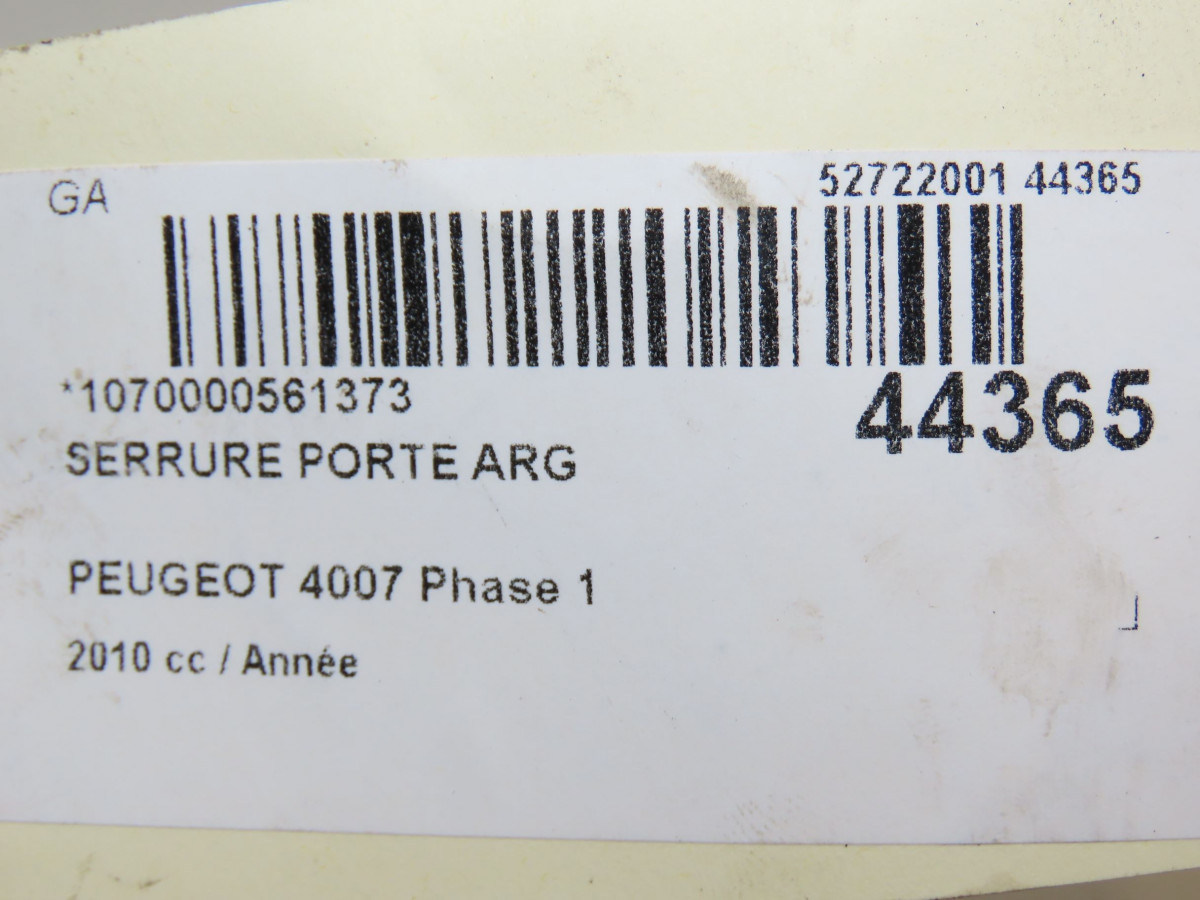 GA
52722001 44365
*1070000561373
44365
SERRURE PORTE ARG
PEUGEOT 4007 Phase 1
2010 cc / Année